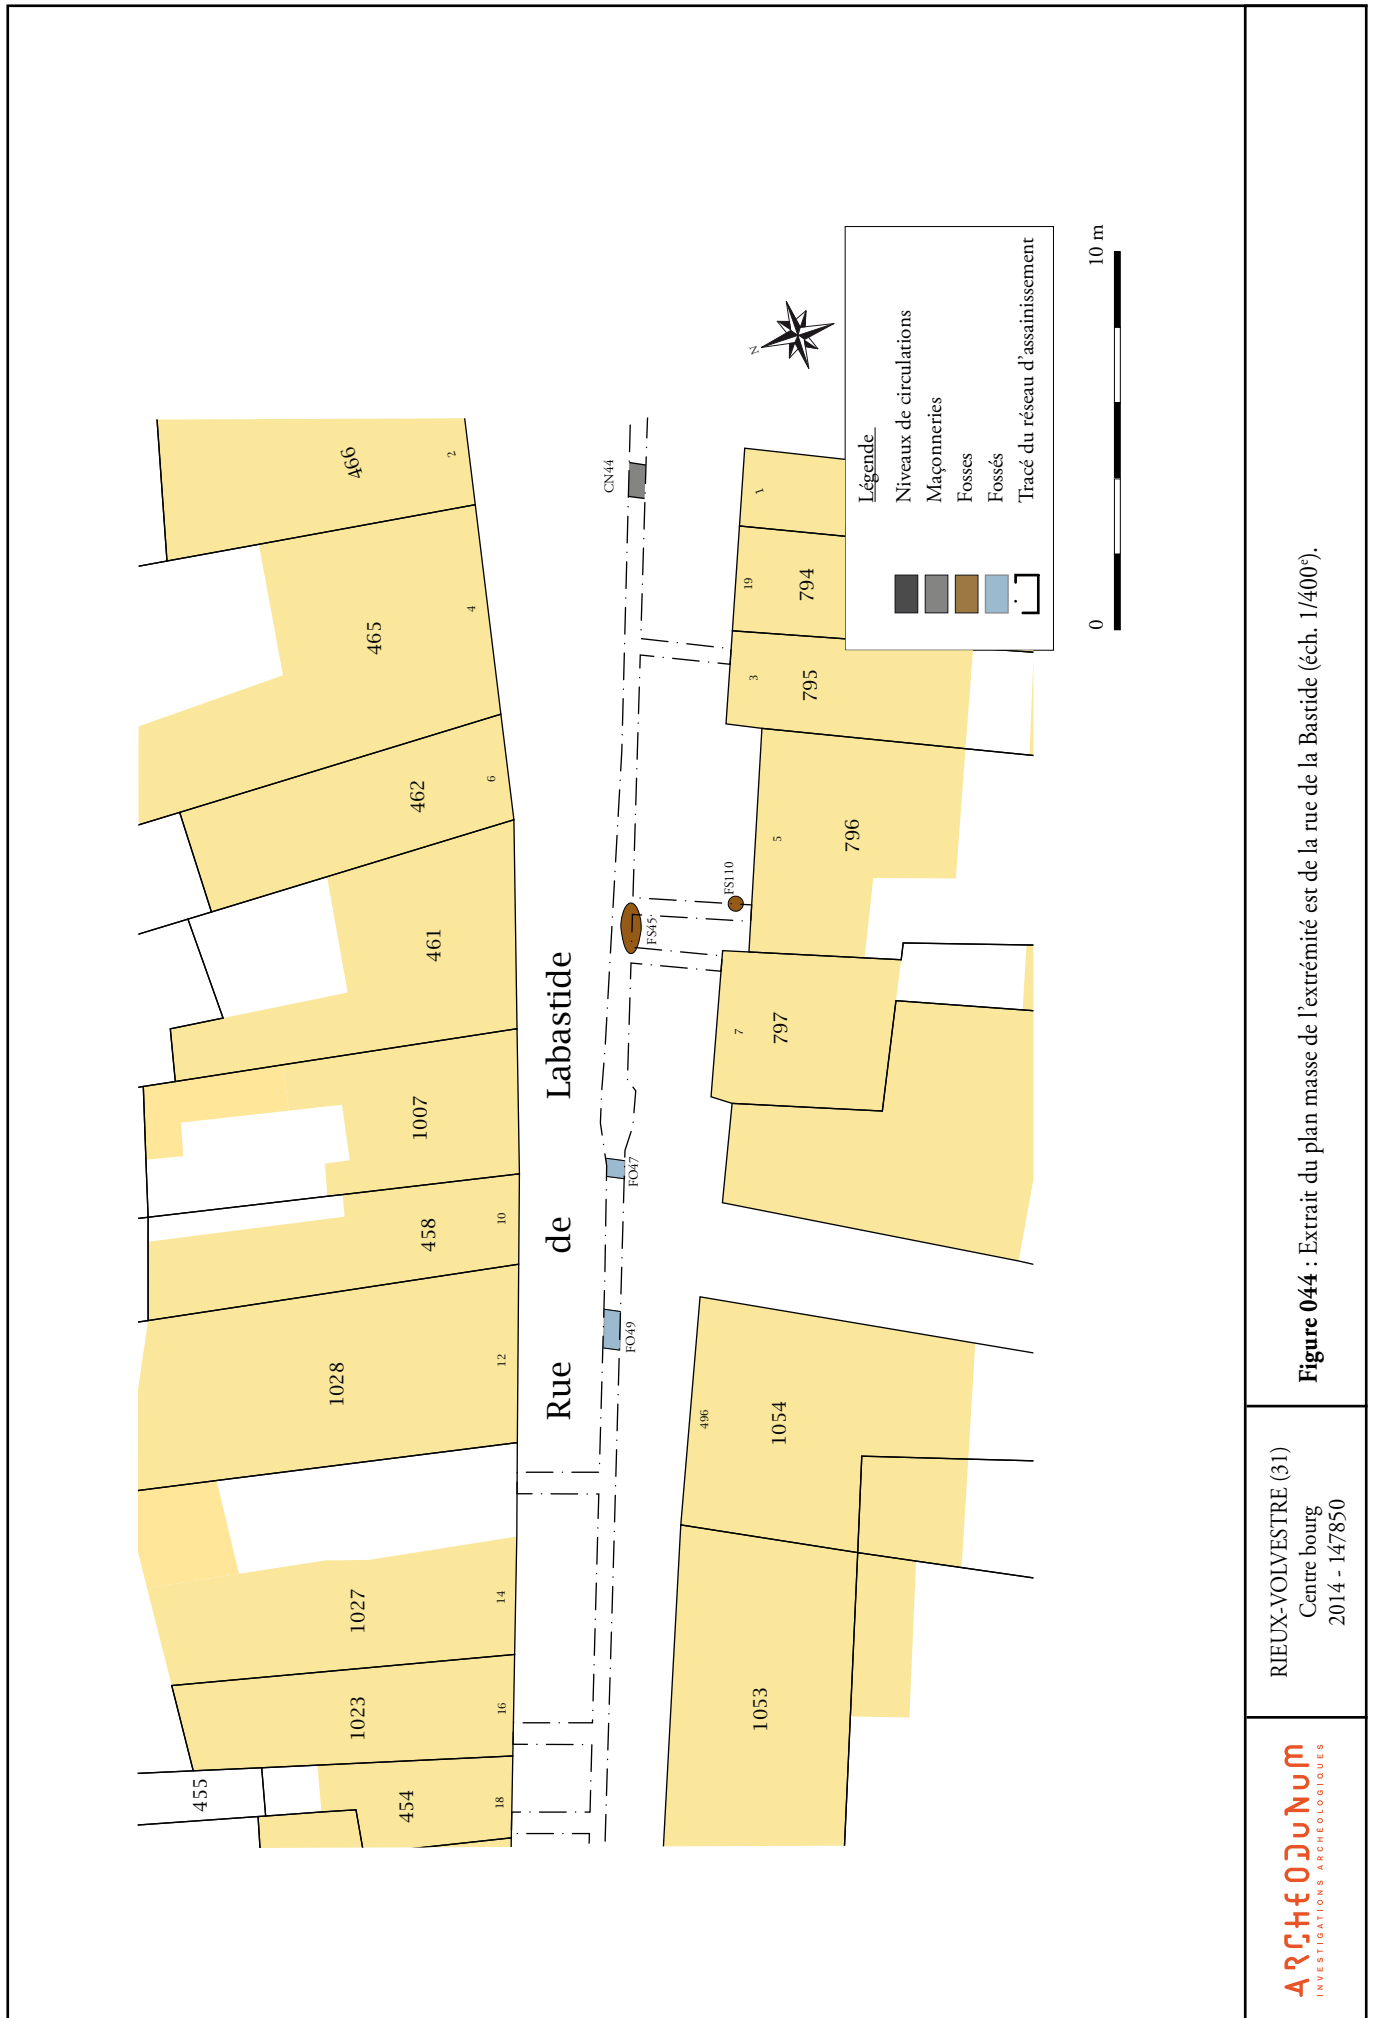 466
2
465
4
462
6
461
1007
458
10
1028
12
1027
14
1023
16
455
454
18
Rue de Labastide
CN44
FS45
FS110
FO47
FO49
1
19
794
3
795
5
796
7
797
496
1054
1053
N
Légende
Niveaux de circulations
Maçonneries
Fosses
Fossés
Tracé du réseau d'assainissement
0 10 m
ARCHEODUNUM
INVESTIGATIONS ARCHÉOLOGIQUES
RIEUX-VOLVESTRE (31)
Centre bourg
2014 - 147850
Figure 044 : Extrait du plan masse de l'extrémité est de la rue de la Bastide (éch. 1/400e).